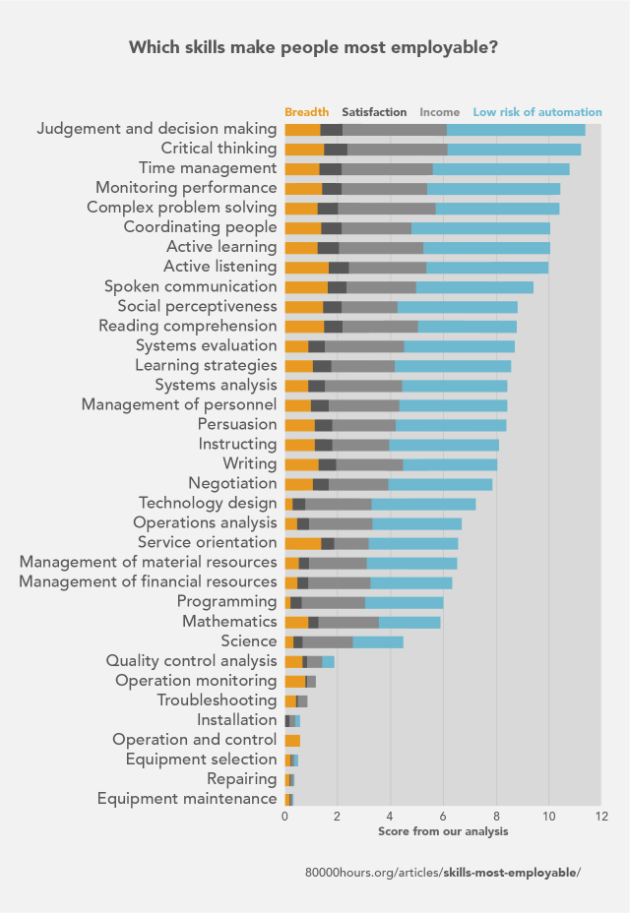 Which skills make people most employable?
Breadth Satisfaction Income Low risk of automation
Judgement and decision making
Critical thinking
Time management
Monitoring performance
Complex problem solving
Coordinating people
Active learning
Active listening
Spoken communication
Social perceptiveness
Reading comprehension
Systems evaluation
Learning strategies
Systems analysis
Management of personnel
Persuasion
Instructing
Writing
Negotiation
Technology design
Operations analysis
Service orientation
Management of material resources
Management of financial resources
Programming
Mathematics
Science
Quality control analysis
Operation monitoring
Troubleshooting
Installation
Operation and control
Equipment selection
Repairing
Equipment maintenance
0 2 4 6 8 10 12
Score from our analysis
80000hours.org/articles/skills-most-employable/